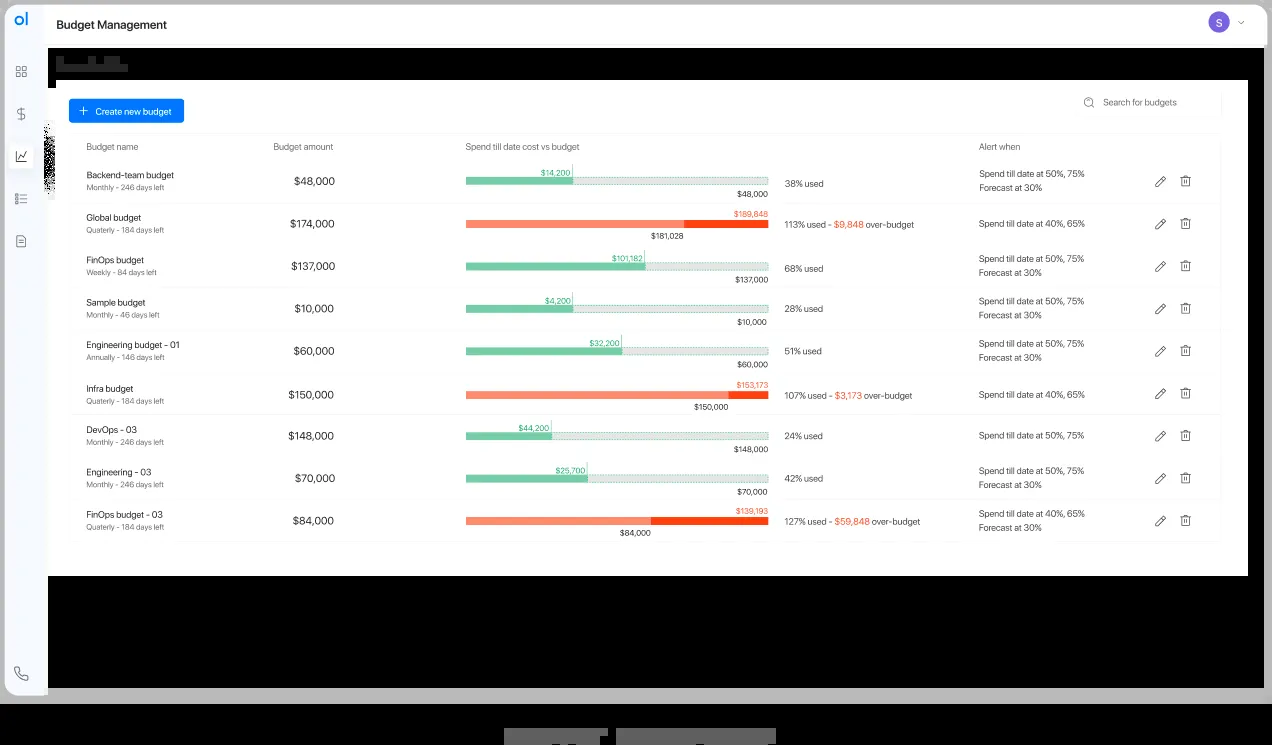 ol
Budget Management
S
Create new budget
Search for budgets
Budget name Budget amount Spend till date cost vs budget Alert when
Backend-team budget
Monthly - 246 days left
$48,000
$14,200
$48,000
38% used
Spend till date at 50%, 75%
Forecast at 30%
Global budget
Quaterly - 184 days left
$174,000
$189,848
$181,028
113% used - $9,848 over-budget
Spend till date at 40%, 65%
FinOps budget
Weekly - 84 days left
$137,000
$101,182
$137,000
68% used
Spend till date at 50%, 75%
Forecast at 30%
Sample budget
Monthly - 46 days left
$10,000
$4,200
$10,000
28% used
Spend till date at 50%, 75%
Forecast at 30%
Engineering budget - 01
Annually - 146 days left
$60,000
$32,200
$60,000
51% used
Spend till date at 50%, 75%
Forecast at 30%
Infra budget
Quaterly - 184 days left
$150,000
$153,173
$150,000
107% used - $3,173 over-budget
Spend till date at 40%, 65%
DevOps - 03
Monthly - 246 days left
$148,000
$44,200
$148,000
24% used
Spend till date at 50%, 75%
Engineering - 03
Monthly - 246 days left
$70,000
$25,700
$70,000
42% used
Spend till date at 50%, 75%
Forecast at 30%
FinOps budget - 03
Quaterly - 184 days left
$84,000
$139,193
$84,000
127% used - $59,848 over-budget
Spend till date at 40%, 65%
Forecast at 30%